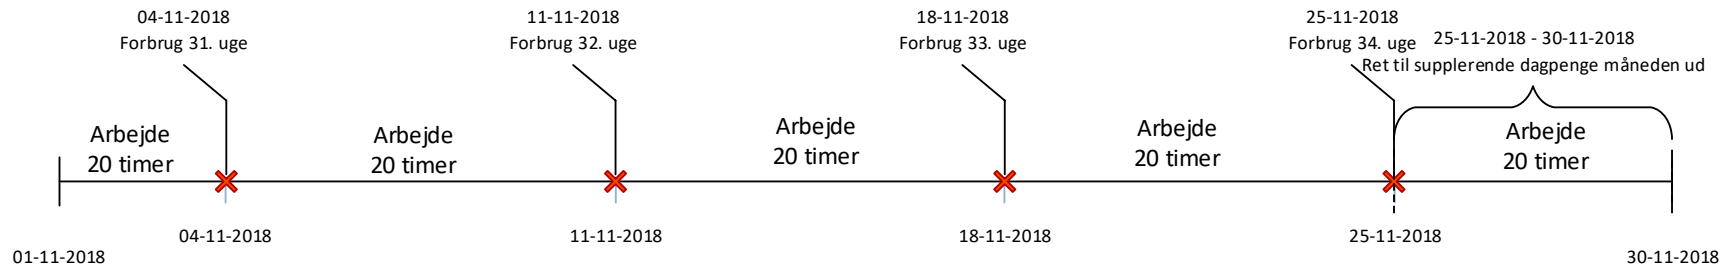 04-11-2018
Forbrug 31. uge
11-11-2018
Forbrug 32. uge
18-11-2018
Forbrug 33. uge
25-11-2018
Forbrug 34. uge
25-11-2018 - 30-11-2018
Ret til supplerende dagpenge måneden ud
Arbejde
20 timer
Arbejde
20 timer
Arbejde
20 timer
Arbejde
20 timer
Arbejde
20 timer
01-11-2018
04-11-2018
11-11-2018
18-11-2018
25-11-2018
30-11-2018